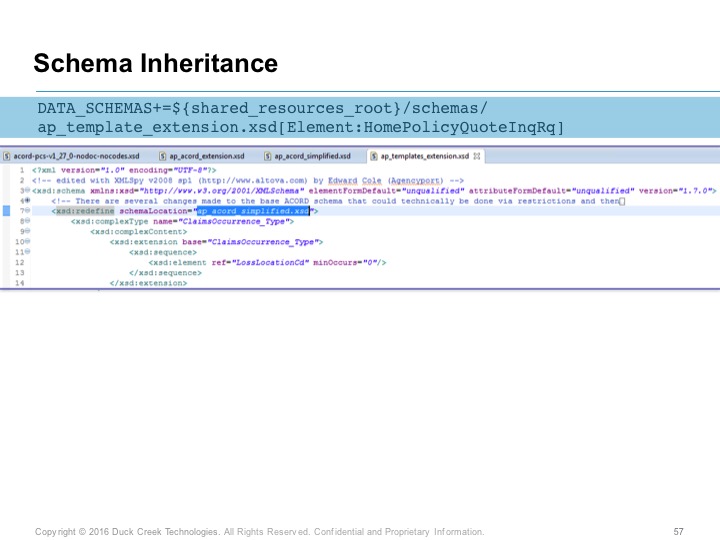 Schema Inheritance
DATA_SCHEMAS+=${shared_resources_root}/schemas/
ap_template_extension.xsd[Element:HomePolicyQuoteInqRq]
acord-pcs-v1_27_0-nodoc-nocodes.xsd ap_acord_extension.xsd ap_acord_simplified.xsd ap_templates_extension.xsd
1 <?xml version="1.0" encoding="UTF-8"?>
2 <!-- edited with XMLSpy v2008 sp1 (http://www.altova.com) by Edward Cole (Agencyport) -->
3 <xsd:schema xmlns:xsd="http://www.w3.org/2001/XMLSchema" elementFormDefault="unqualified" attributeFormDefault="unqualified" version="1.7.0">
4 <!-- There are several changes made to the base ACORD schema that could technically be done via restrictions and then
7 <xsd:redefine schemaLocation="ap_acord_simplified.xsd">
8 <xsd:complexType name="ClaimsOccurrence_Type">
9 <xsd:complexContent>
10 <xsd:extension base="ClaimsOccurrence_Type">
11 <xsd:sequence>
12 <xsd:element ref="LossLocationCd" minOccurs="0"/>
13 </xsd:sequence>
14 </xsd:extension>
Copyright © 2016 Duck Creek Technologies. All Rights Reserved. Confidential and Proprietary Information. 57